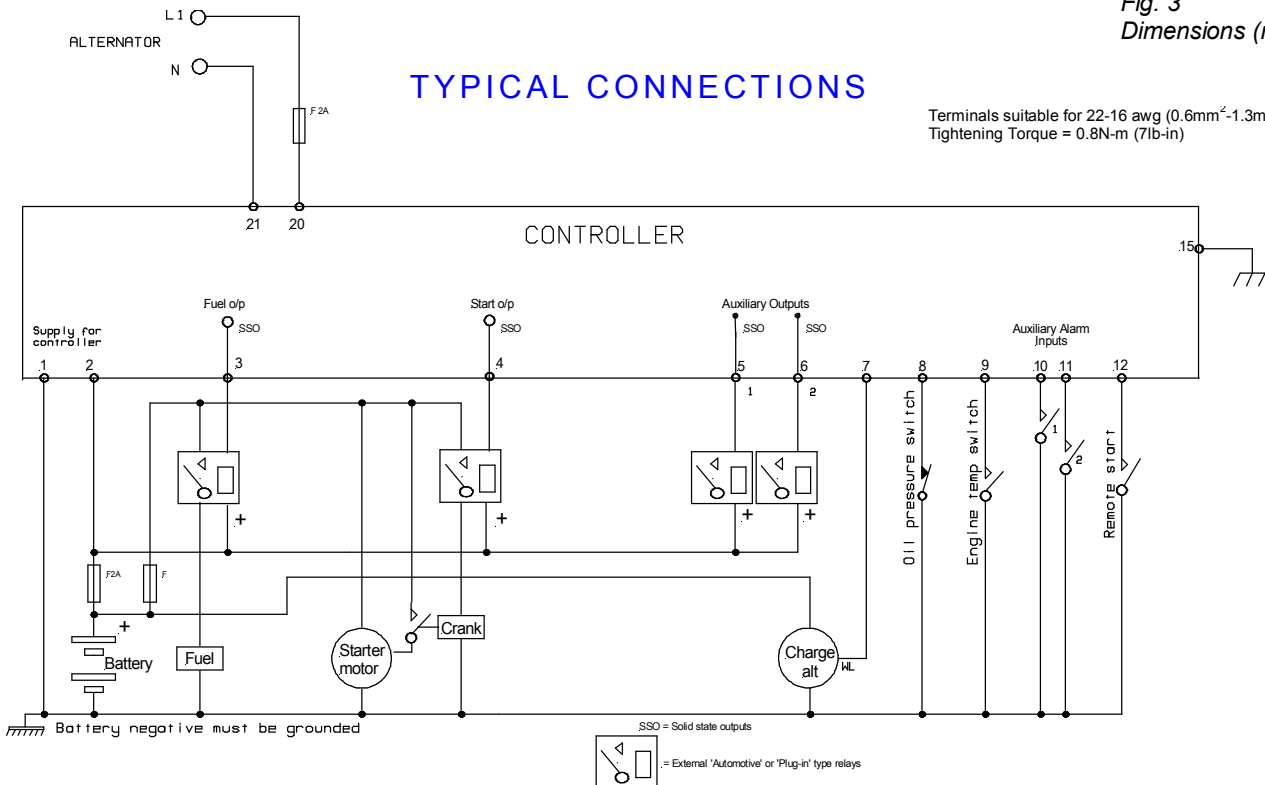 Fig. 3
Dimensions (m
L1
ALTERNATOR
N
TYPICAL CONNECTIONS
F 2A
Terminals suitable for 22-16 awg (0.6mm²-1.3m
Tightening Torque = 0.8N-m (7lb-in)
21 20
CONTROLLER
15
Fuel o/p
Start o/p
Auxiliary Outputs
SSO
SSO
SSO
SSO
Supply for
controller
Auxiliary Alarm
Inputs
1 2 3 4 5 6 7 8 9 10 11 12
1 2
1
2
Oil pressure switch
Engine temp switch
Remote start
+
+
+
+
F2A
F
+
Battery
Fuel
Starter
motor
Crank
Charge
alt
WL
Battery negative must be grounded
SSO = Solid state outputs
= External 'Automotive' or 'Plug-in' type relays